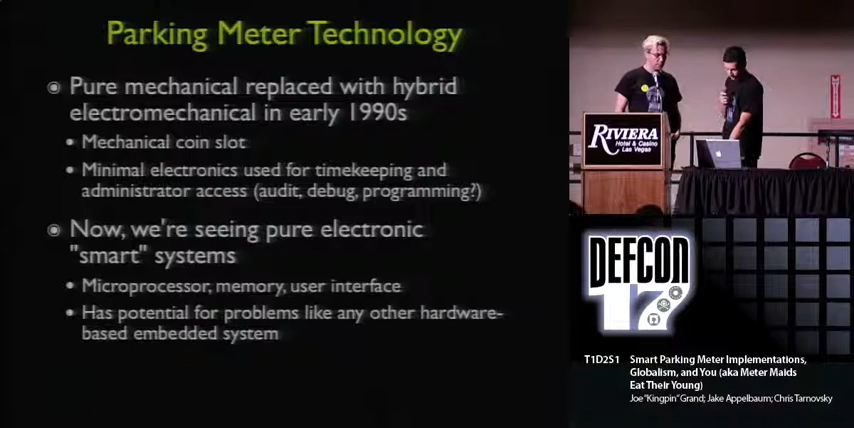 Parking Meter Technology
Pure mechanical replaced with hybrid
electromechanical in early 1990s
Mechanical coin slot
Minimal electronics used for timekeeping and
administrator access (audit, debug, programming?)
Now, we're seeing pure electronic
"smart" systems
Microprocessor, memory, user interface
Has potential for problems like any other hardware-
based embedded system
RIVIERA
Hotel & Casino
Las Vegas
DEFCON
17
T1D2S1 Smart Parking Meter Implementations,
Globalism, and You (aka Meter Maids
Eat Their Young)
Joe "Kingpin" Grand; Jake Appelbaum; Chris Tarnovsky